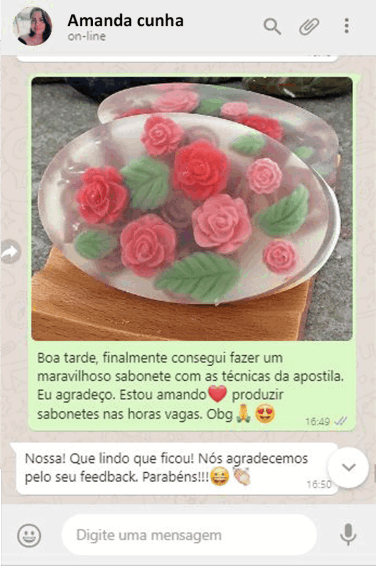 Amanda cunha
on-line
Boa tarde, finalmente consegui fazer um
maravilhoso sabonete com as técnicas da apostila.
Eu agradeço. Estou amando❤️ produzir
sabonetes nas horas vagas. Obg🙏😍
16:49
Nossa! Que lindo que ficou! Nós agradecemos
pelo seu feedback. Parabéns!!!😄👏🏻
16:50
Digite uma mensagem